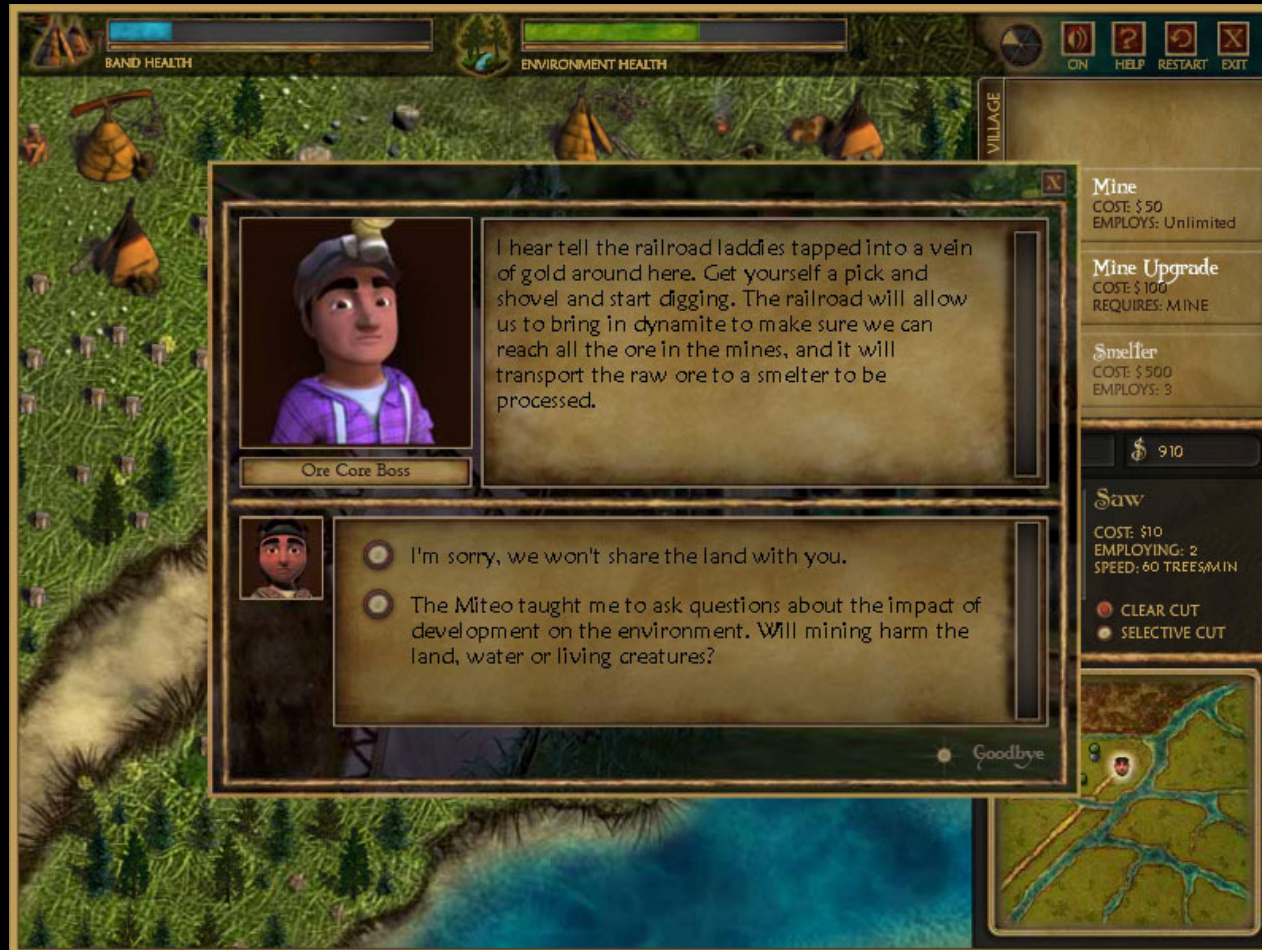 BAND HEALTH
ENVIRONMENT HEALTH
ON
HELP
RESTART
X
EXIT
VILLAGE
X
I hear tell the railroad laddies tapped into a vein
of gold around here. Get yourself a pick and
shovel and start digging. The railroad will allow
us to bring in dynamite to make sure we can
reach all the ore in the mines, and it will
transport the raw ore to a smelter to be
processed.
Ore Core Boss
I'm sorry, we won't share the land with you.
The Miteo taught me to ask questions about the impact of
development on the environment. Will mining harm the
land, water or living creatures?
Goodbye
Mine
COST: $50
EMPLOYS: Unlimited
Mine Upgrade
COST: $100
REQUIRES: MINE
Smelter
COST: $500
EMPLOYS: 3
$ 910
Saw
COST: $10
EMPLOYING: 2
SPEED: 60 TREES/MIN
CLEAR CUT
SELECTIVE CUT